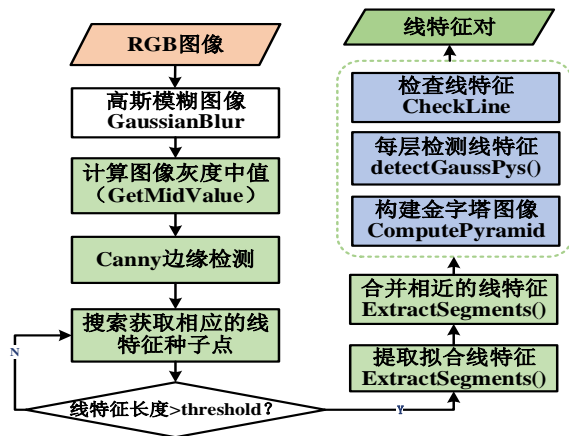 RGB图像
高斯模糊图像
GaussianBlur
计算图像灰度中值
（GetMidValue）
Canny边缘检测
搜索获取相应的线
特征种子点
N
线特征长度>threshold?
Y
提取拟合线特征
ExtractSegments()
合并相近的线特征
ExtractSegments()
构建金字塔图像
ComputePyramid
每层检测线特征
detectGaussPys()
检查线特征
CheckLine
线特征对